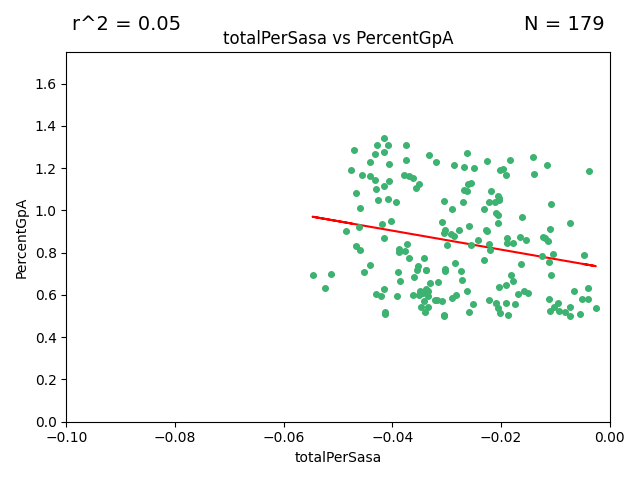 r^2 = 0.05
N = 179
totalPerSasa vs PercentGpA
PercentGpA
1.6
1.4
1.2
1.0
0.8
0.6
0.4
0.2
0.0
−0.10 −0.08 −0.06 −0.04 −0.02 0.00
totalPerSasa